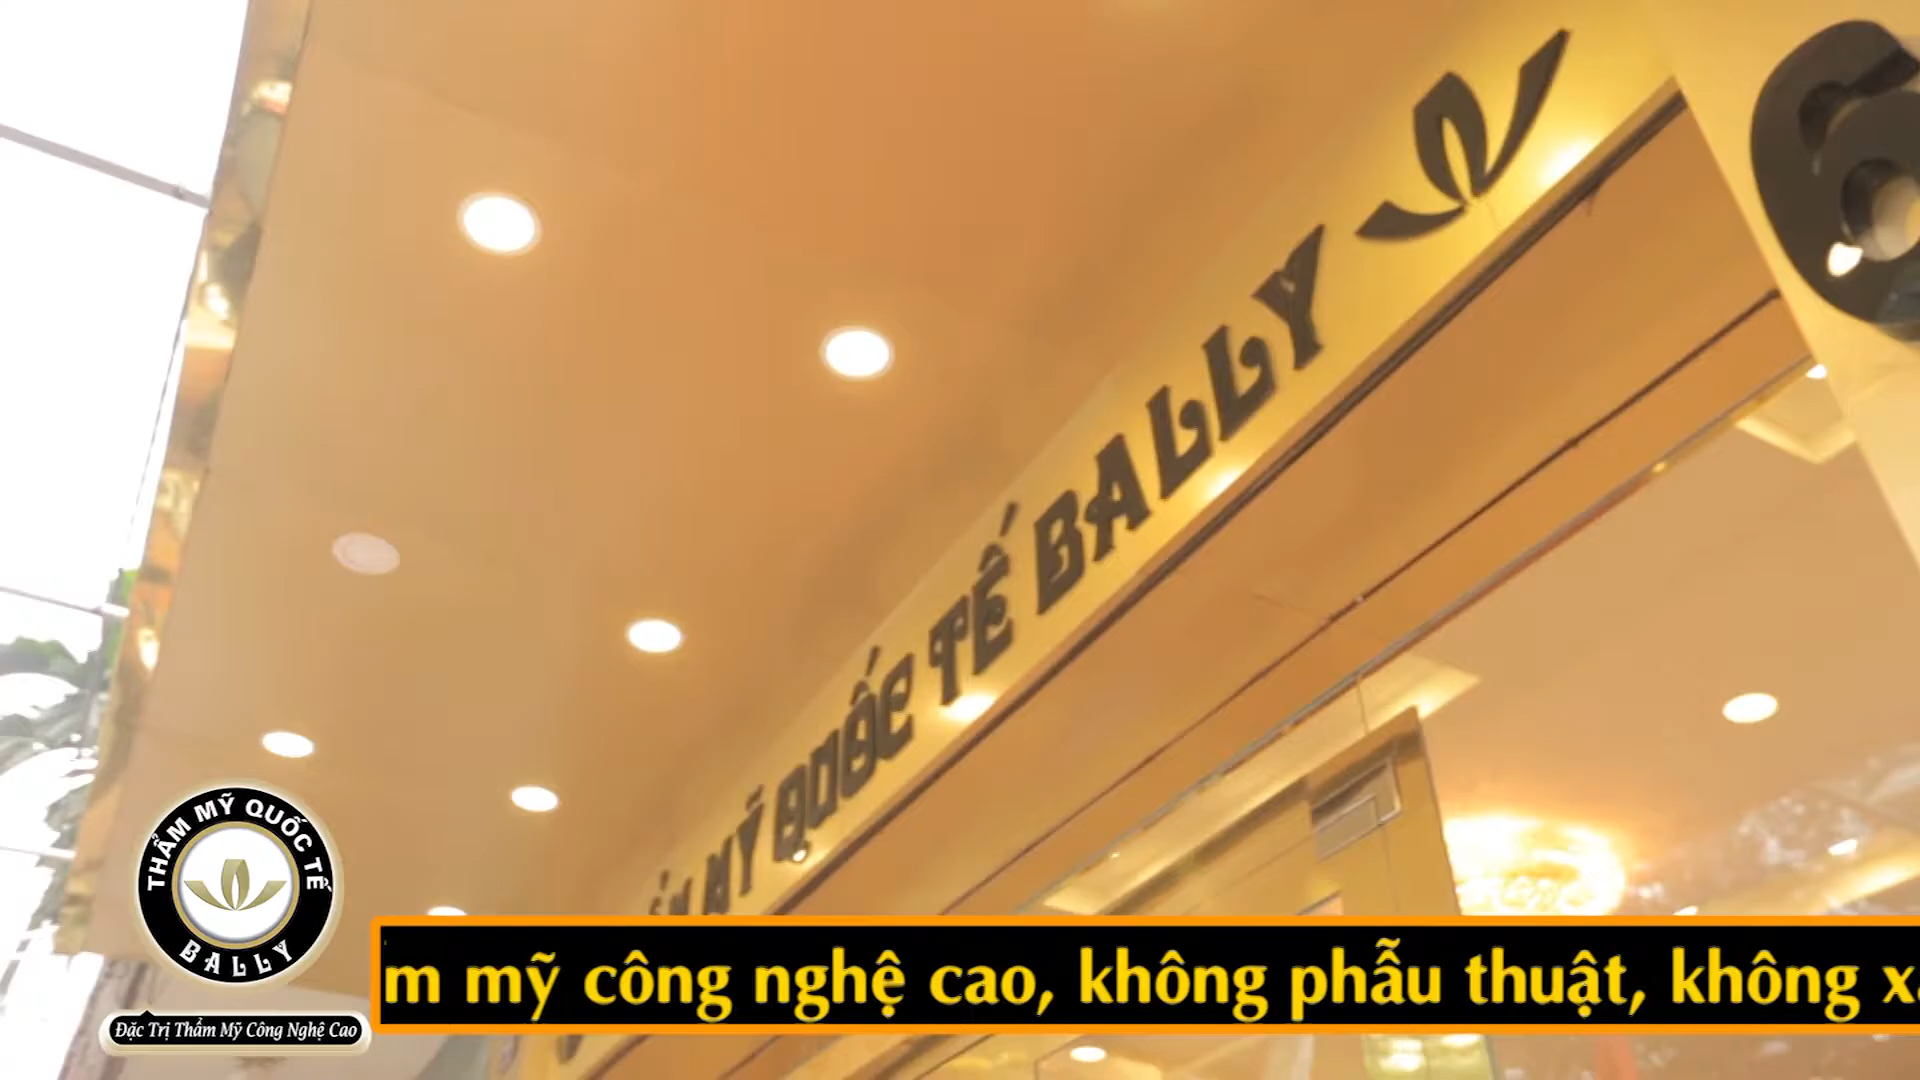 6
MỸ QUỐC TẾ BALLY
THẨM MỸ QUỐC TẾ
BALLY
Đặc Trị Thẩm Mỹ Công Nghệ Cao
mỹ công nghệ cao, không phẫu thuật, không